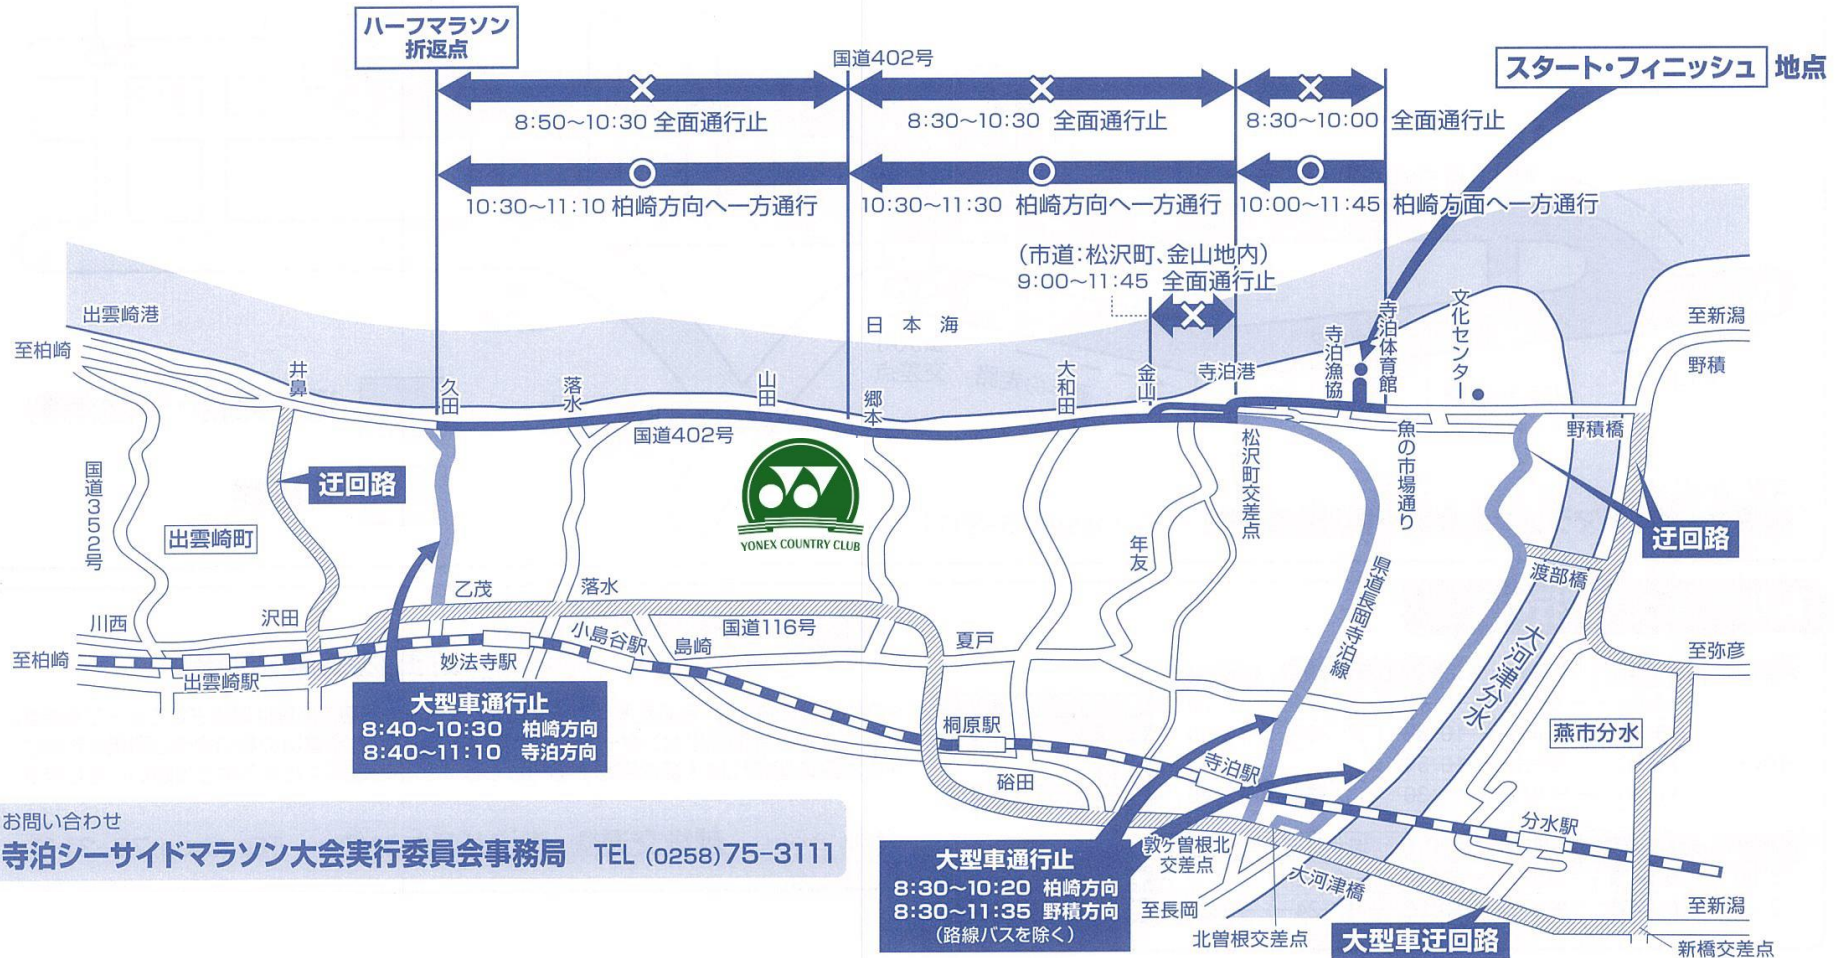 ハーフマラソン
折返点
国道402号
スタート・フィニッシュ 地点
8:50～10:30 全面通行止
8:30～10:30 全面通行止
8:30～10:00 全面通行止
10:30～11:10 柏崎方向へ一方通行
10:30～11:30 柏崎方向へ一方通行
10:00～11:45 柏崎方面へ一方通行
(市道:松沢町、金山地内)
9:00～11:45 全面通行止
日本海
出雲崎港
至柏崎
井鼻
久田
落水
山田
郷本
大和田
金山
寺泊港
寺泊漁協
寺泊体育館
文化センター
至新潟
野積
国道402号
松沢町交差点
魚の市場通り
野積橋
国道352号
迂回路
出雲崎町
YONEX COUNTRY CLUB
年友
県道長岡寺泊線
渡部橋
迂回路
大河津分水
川西
沢田
乙茂
落水
国道116号
小島谷駅
島崎
夏戸
至弥彦
至柏崎
出雲崎駅
妙法寺駅
大型車通行止
8:40～10:30 柏崎方向
8:40～11:10 寺泊方向
桐原駅
硲田
寺泊駅
燕市分水
分水駅
お問い合わせ
寺泊シーサイドマラソン大会実行委員会事務局 TEL (0258)75-3111
大型車通行止
8:30～10:20 柏崎方向
8:30～11:35 野積方向
(路線バスを除く)
敦ケ曽根北
交差点
大河津橋
至長岡
北曽根交差点
大型車迂回路
至新潟
新橋交差点